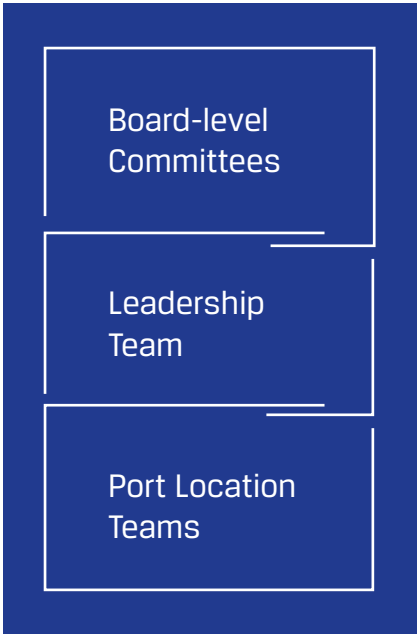 Board-level
Committees
Leadership
Team
Port Location
Teams